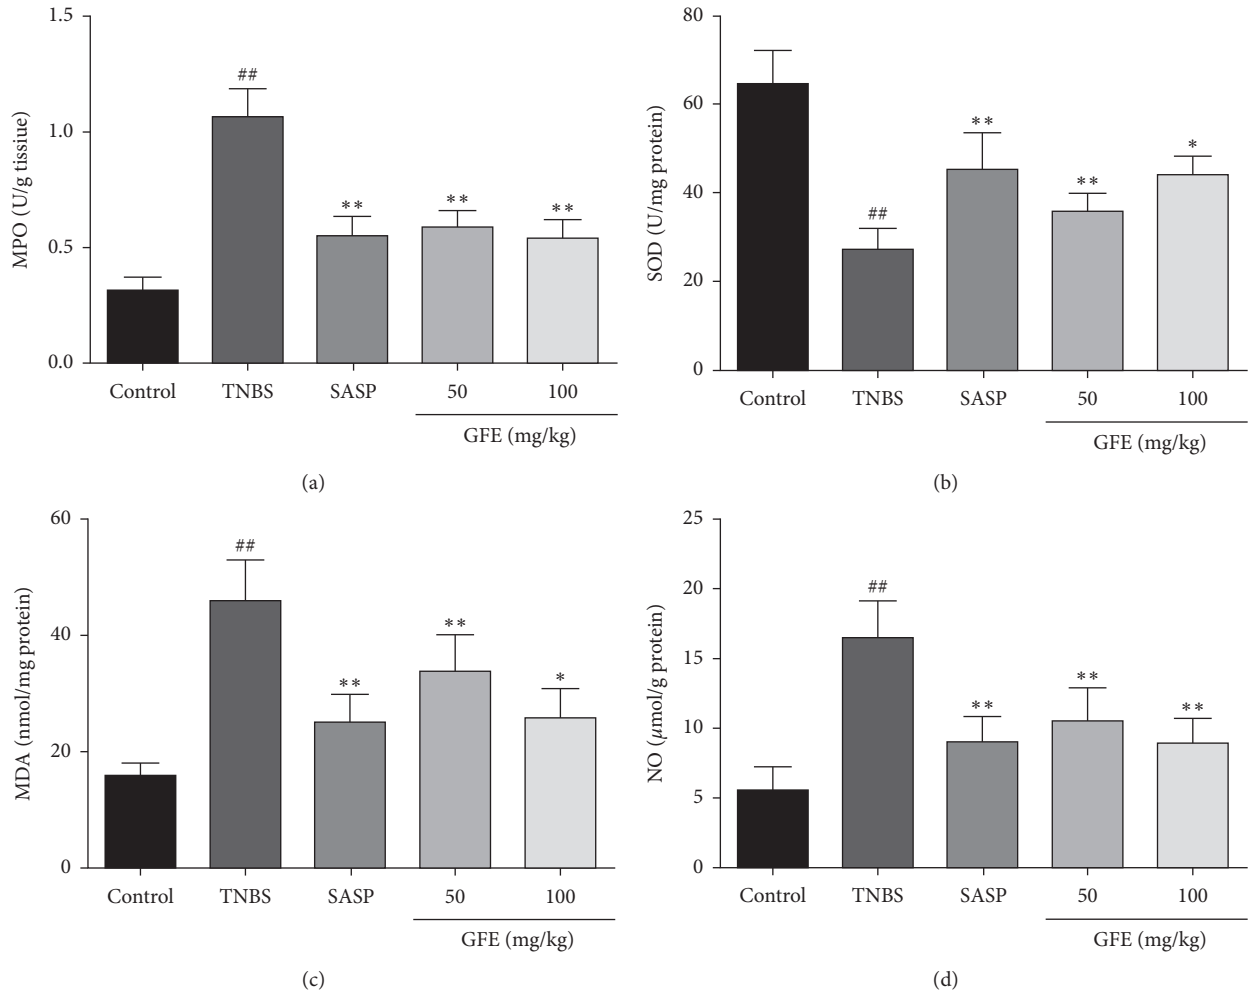 MPO (U/g tissiue)
1.5
1.0
0.5
0.0
##
**
**
**
Control TNBS SASP 50 100
GFE (mg/kg)
(a)
SOD (U/mg protein)
80
60
40
20
0
##
**
**
*
Control TNBS SASP 50 100
GFE (mg/kg)
(b)
MDA (nmol/mg protein)
60
40
20
0
##
**
**
*
Control TNBS SASP 50 100
GFE (mg/kg)
(c)
NO (μmol/g protein)
25
20
15
10
5
0
##
**
**
**
Control TNBS SASP 50 100
GFE (mg/kg)
(d)